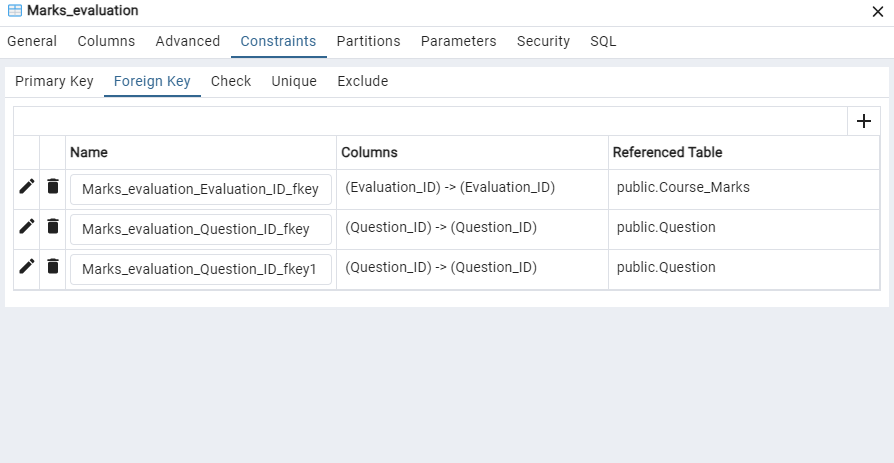 Marks_evaluation
General Columns Advanced Constraints Partitions Parameters Security SQL
Primary Key Foreign Key Check Unique Exclude
Name Columns Referenced Table
Marks_evaluation_Evaluation_ID_fkey (Evaluation_ID) -> (Evaluation_ID) public.Course_Marks
Marks_evaluation_Question_ID_fkey (Question_ID) -> (Question_ID) public.Question
Marks_evaluation_Question_ID_fkey1 (Question_ID) -> (Question_ID) public.Question